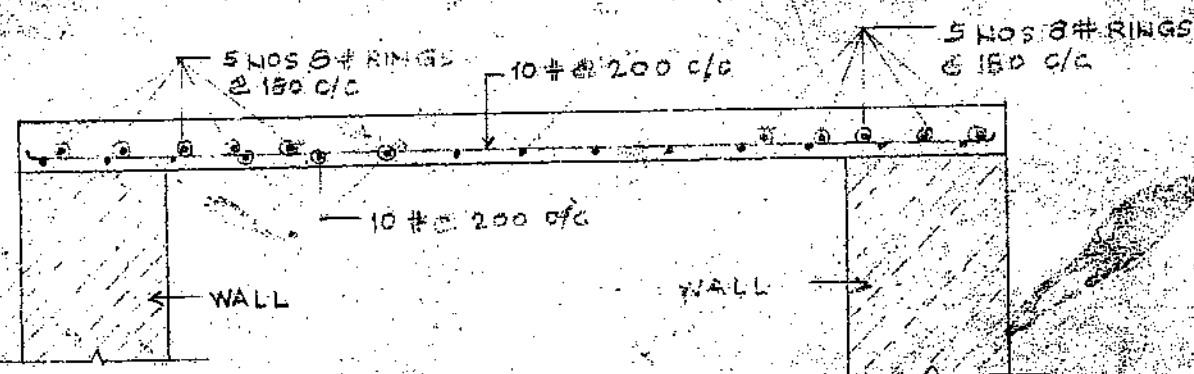 5 NOS 8# RINGS
@ 150 C/C
10 # @ 200 C/C
5 NOS 8# RINGS
@ 150 C/C
10 # @ 200 C/C
WALL
WALL